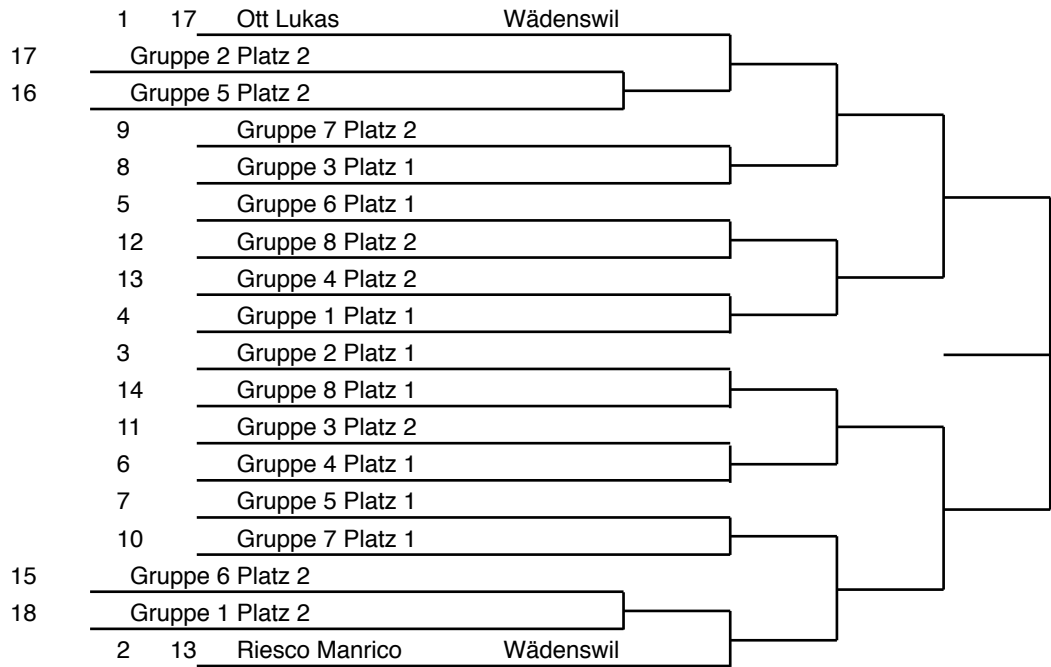 1 17 Ott Lukas Wädenswil
17 Gruppe 2 Platz 2
16 Gruppe 5 Platz 2
9 Gruppe 7 Platz 2
8 Gruppe 3 Platz 1
5 Gruppe 6 Platz 1
12 Gruppe 8 Platz 2
13 Gruppe 4 Platz 2
4 Gruppe 1 Platz 1
3 Gruppe 2 Platz 1
14 Gruppe 8 Platz 1
11 Gruppe 3 Platz 2
6 Gruppe 4 Platz 1
7 Gruppe 5 Platz 1
10 Gruppe 7 Platz 1
15 Gruppe 6 Platz 2
18 Gruppe 1 Platz 2
2 13 Riesco Manrico Wädenswil